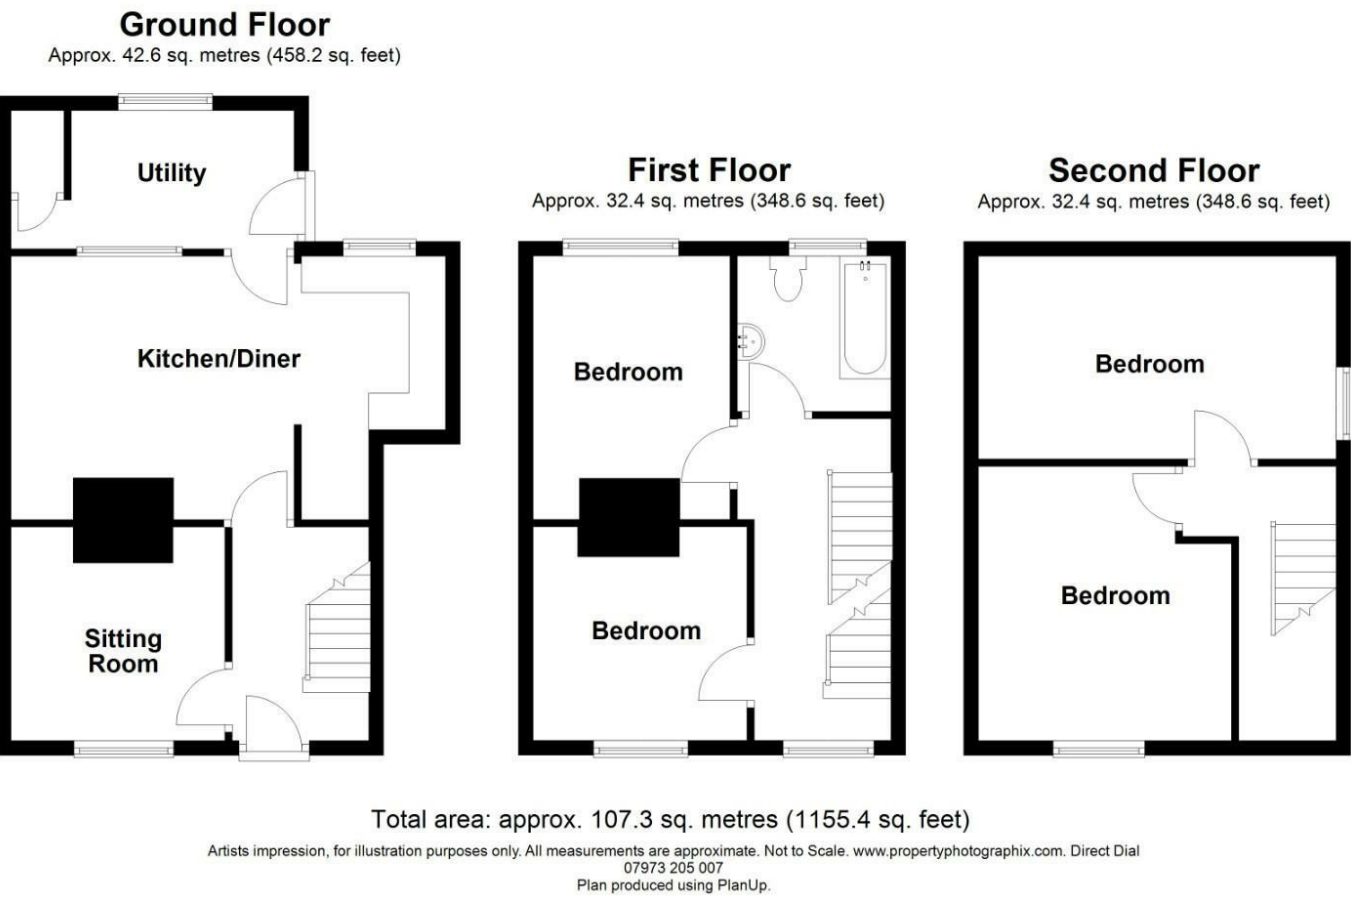 Ground Floor
Approx. 42.6 sq. metres (458.2 sq. feet)
Utility
Kitchen/Diner
Sitting
Room
First Floor
Approx. 32.4 sq. metres (348.6 sq. feet)
Bedroom
Bedroom
Second Floor
Approx. 32.4 sq. metres (348.6 sq. feet)
Bedroom
Bedroom
Total area: approx. 107.3 sq. metres (1155.4 sq. feet)
Artists impression, for illustration purposes only. All measurements are approximate. Not to Scale. www.propertyphotographix.com. Direct Dial
07973 205 007
Plan produced using PlanUp.